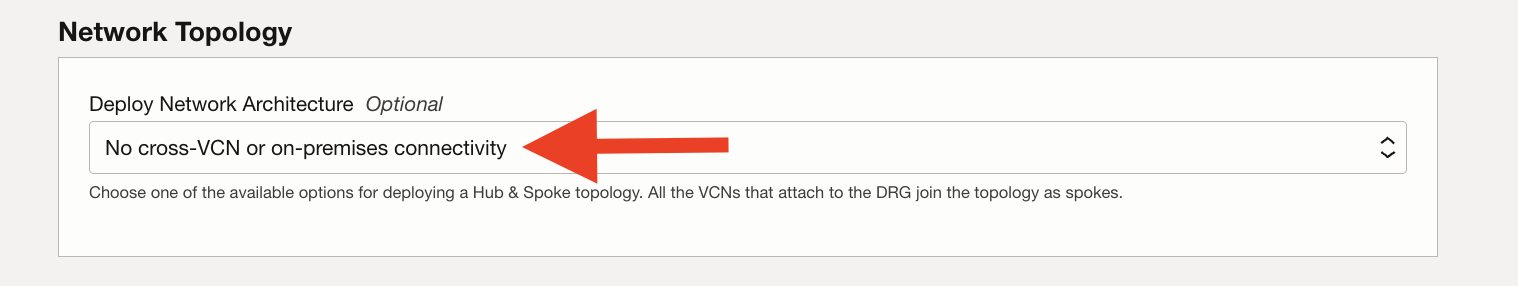 Network Topology
Deploy Network Architecture Optional
No cross-VCN or on-premises connectivity
Choose one of the available options for deploying a Hub & Spoke topology. All the VCNs that attach to the DRG join the topology as spokes.